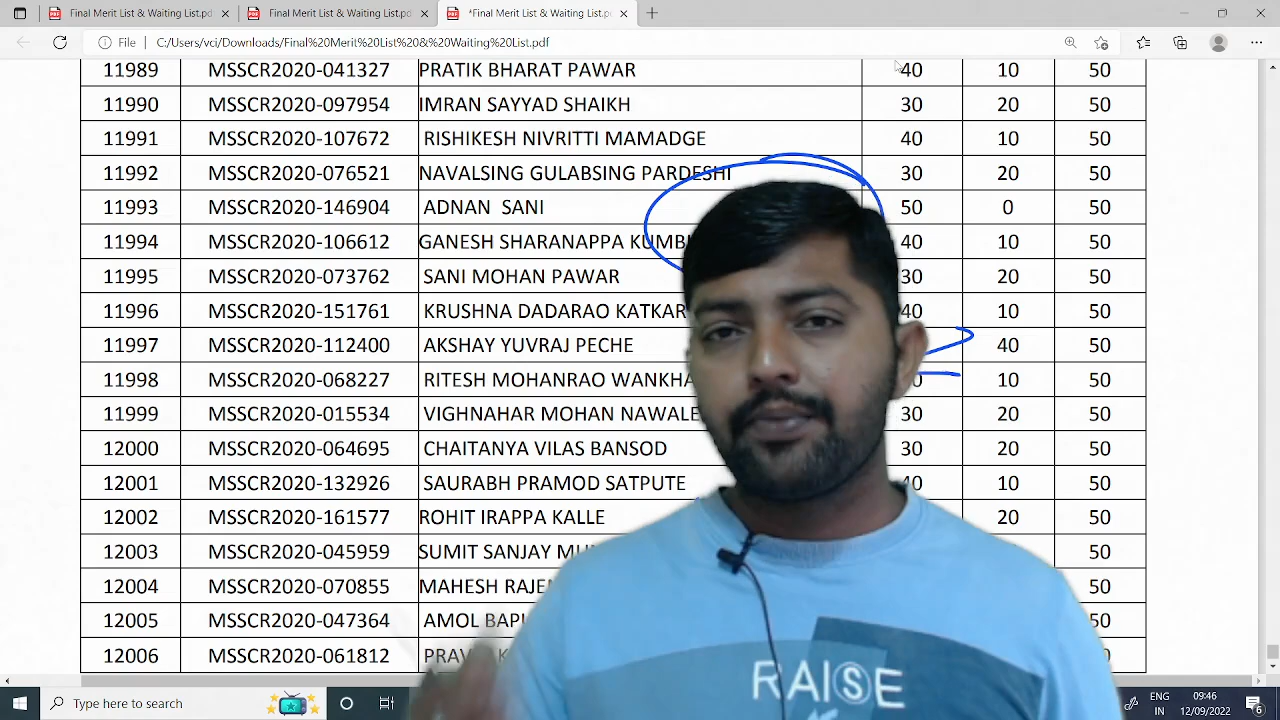 Final Merit List & Waiting List.pd
Final Merit List & Waiting List.pd
*Final Merit List & Waiting List.p
File C:/Users/vci/Downloads/Final%20Merit%20List%20&%20Waiting%20List.pdf
11989 MSSCR2020-041327 PRATIK BHARAT PAWAR 40 10 50
11990 MSSCR2020-097954 IMRAN SAYYAD SHAIKH 30 20 50
11991 MSSCR2020-107672 RISHIKESH NIVRITTI MAMADGE 40 10 50
11992 MSSCR2020-076521 NAVALSING GULABSING PARDESHI 30 20 50
11993 MSSCR2020-146904 ADNAN SANI 50 0 50
11994 MSSCR2020-106612 GANESH SHARANAPPA 40 10 50
11995 MSSCR2020-073762 SANI MOHAN PAWAR 30 20 50
11996 MSSCR2020-151761 KRUSHNA DADARAO KATKAR 40 10 50
11997 MSSCR2020-112400 AKSHAY YUVRAJ PECHE 40 50
11998 MSSCR2020-068227 RITESH MOHANRAO 10 50
11999 MSSCR2020-015534 VIGHNAHAR MOHAN NAWALE 30 20 50
12000 MSSCR2020-064695 CHAITANYA VILAS BANSOD 30 20 50
12001 MSSCR2020-132926 SAURABH PRAMOD SATPUTE 40 10 50
12002 MSSCR2020-161577 ROHIT IRAPPA KALLE 20 50
12003 MSSCR2020-045959 SUMIT SANJAY 50
12004 MSSCR2020-070855 MAHESH 50
12005 MSSCR2020-047364 AMOL 50
12006 MSSCR2020-061812 50
RAISE
Type here to search
ENG
IN
09:46
12/09/2022
6